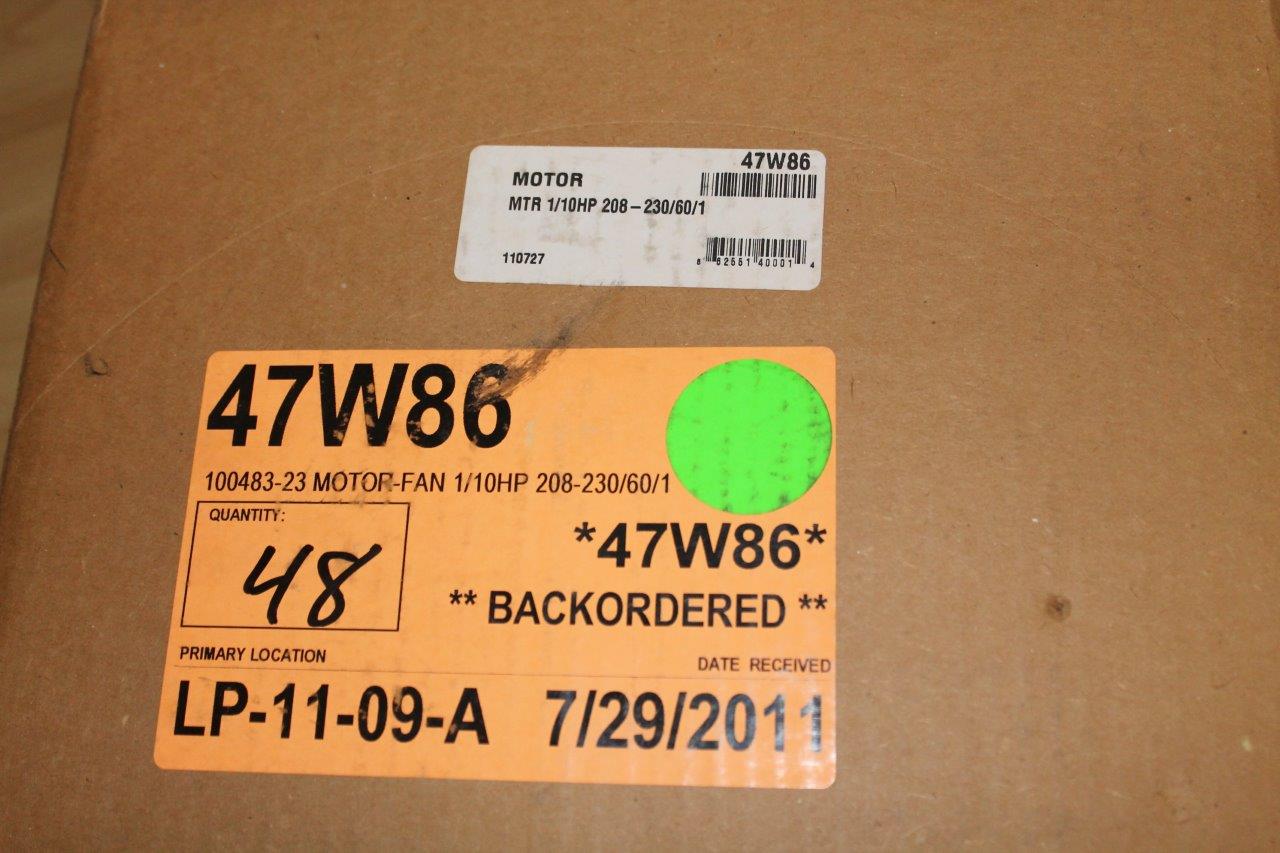 47W86
MOTOR
MTR 1/10HP 208-230/60/1
110727
6 62551 40001 4
47W86
100483-23 MOTOR-FAN 1/10HP 208-230/60/1
QUANTITY:
48
*47W86*
** BACKORDERED **
PRIMARY LOCATION
DATE RECEIVED
LP-11-09-A 7/29/2011